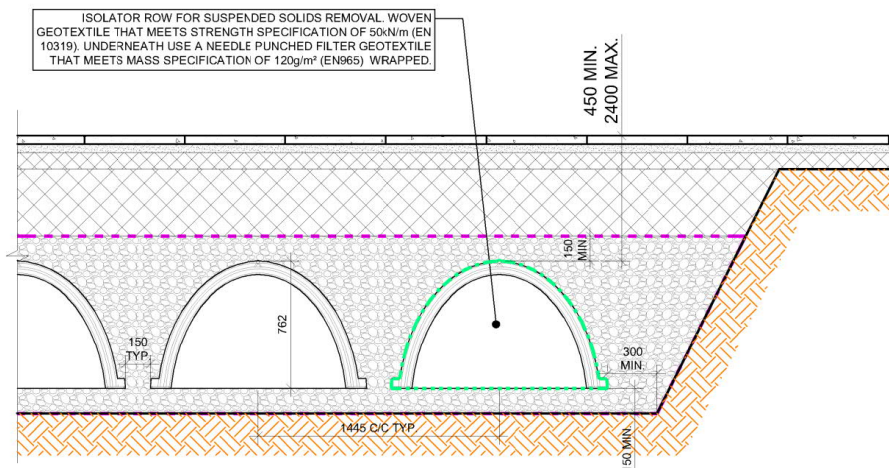 ISOLATOR ROW FOR SUSPENDED SOLIDS REMOVAL. WOVEN
GEOTEXTILE THAT MEETS STRENGTH SPECIFICATION OF 50kN/m (EN
10319). UNDERNEATH USE A NEEDLE PUNCHED FILTER GEOTEXTILE
THAT MEETS MASS SPECIFICATION OF 120g/m² (EN965) WRAPPED.
450 MIN.
2400 MAX.
150
MIN.
762
150
TYP.
300
MIN.
1445 C/C TYP.
50 MIN.